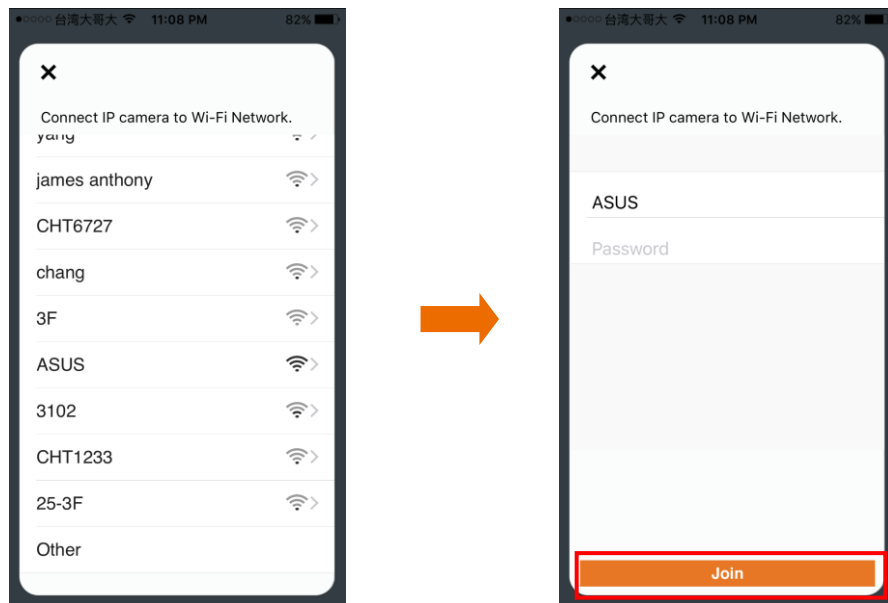 台湾大哥大 11:08 PM 82%
Connect IP camera to Wi-Fi Network.
yang
james anthony
CHT6727
chang
3F
ASUS
3102
CHT1233
25-3F
Other
台湾大哥大 11:08 PM 82%
Connect IP camera to Wi-Fi Network.
ASUS
Password
Join